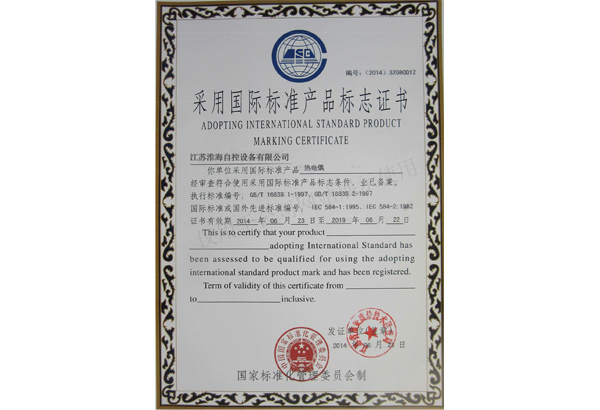 编号:(2014)3208D012
采用国际标准产品标志证书
ADOPTING INTERNATIONAL STANDARD PRODUCT
MARKING CERTIFICATE
江苏淮海自控设备有限公司
你单位采用国际标准产品 热电偶
经审查符合使用采用国际标准产品标志条件,业已备案。
执行标准编号:GB/T 16839.1-1997、GB/T 16839.2-1997
国际标准或国外先进标准编号:IEC 584-1:1995、IEC 584-2:1982
证书有效期 2014 年 06 月 23 日至 2019 年 06 月 22 日
This is to certify that your product
adopting International Standard has
been assessed to be qualified for using the adopting
international standard product mark and has been registered.
Term of validity of this certificate from
to inclusive.
发证
2014 06 日
国家标准化管理委员会制